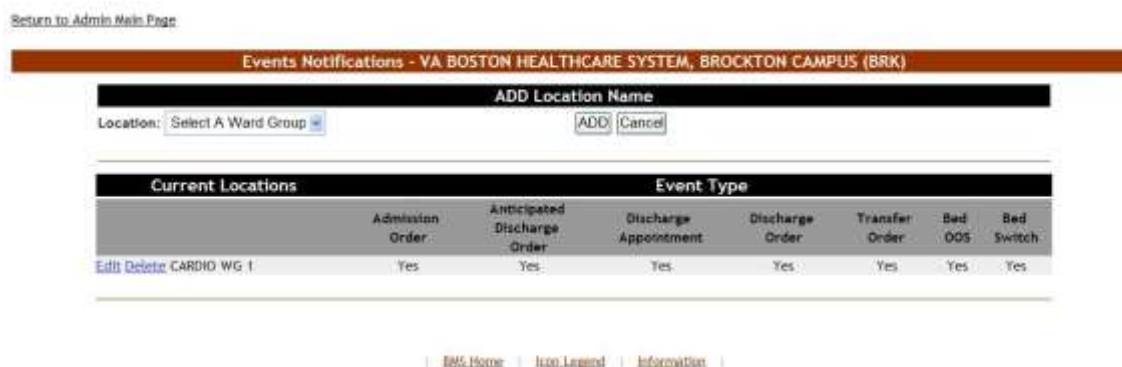 Return to Admin Main Page
Events Notifications - VA BOSTON HEALTHCARE SYSTEM, BROCKTON CAMPUS (BRK)
ADD Location Name
Location: Select A Ward Group ADD Cancel
Current Locations Event Type
Admission Order Anticipated Discharge Order Discharge Appointment Discharge Order Transfer Order Bed OOS Bed Switch
Edit Delete CARDIO WG 1 Yes Yes Yes Yes Yes Yes Yes
| BMS Home | Icon Legend | Information |